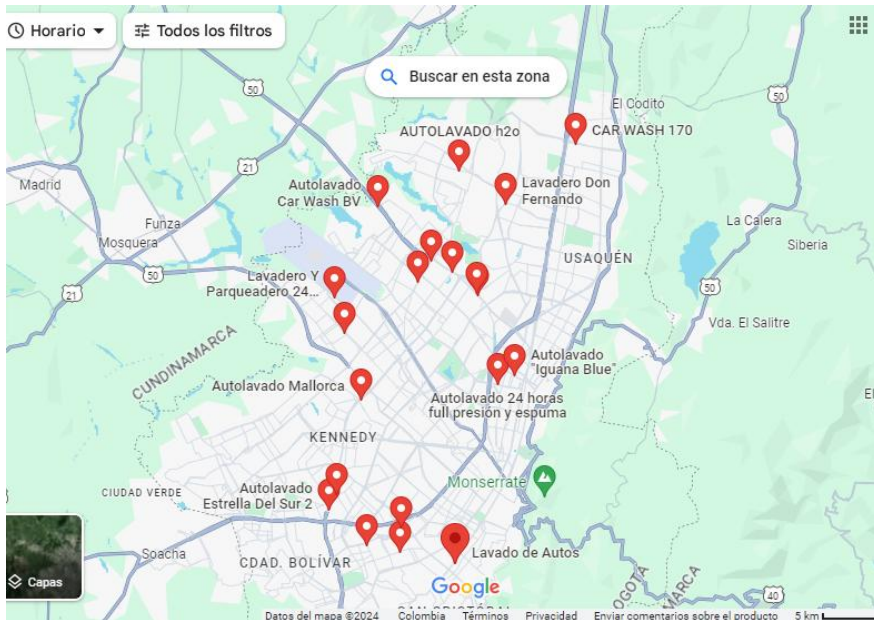 Horario
Todos los filtros
Buscar en esta zona
50
50
El Codito
AUTOLAVADO h2o
CAR WASH 170
21
Madrid
Autolavado
Car Wash BV
Lavadero Don
Fernando
Funza
La Calera
Mosquera
Siberia
USAQUÉN
50
Lavadero Y
Parqueadero 24...
50
21
Vda. El Salitre
CUNDINAMARCA
Autolavado
"Iguana Blue"
Autolavado Mallorca
Autolavado 24 horas
full presión y espuma
KENNEDY
Monserrate
CIUDAD VERDE
Autolavado
Estrella Del Sur 2
Soacha
CDAD. BOLÍVAR
Lavado de Autos
Capas
Google
40
Datos del mapa ©2024 Colombia Términos Privacidad Enviar comentarios sobre el producto 5 km